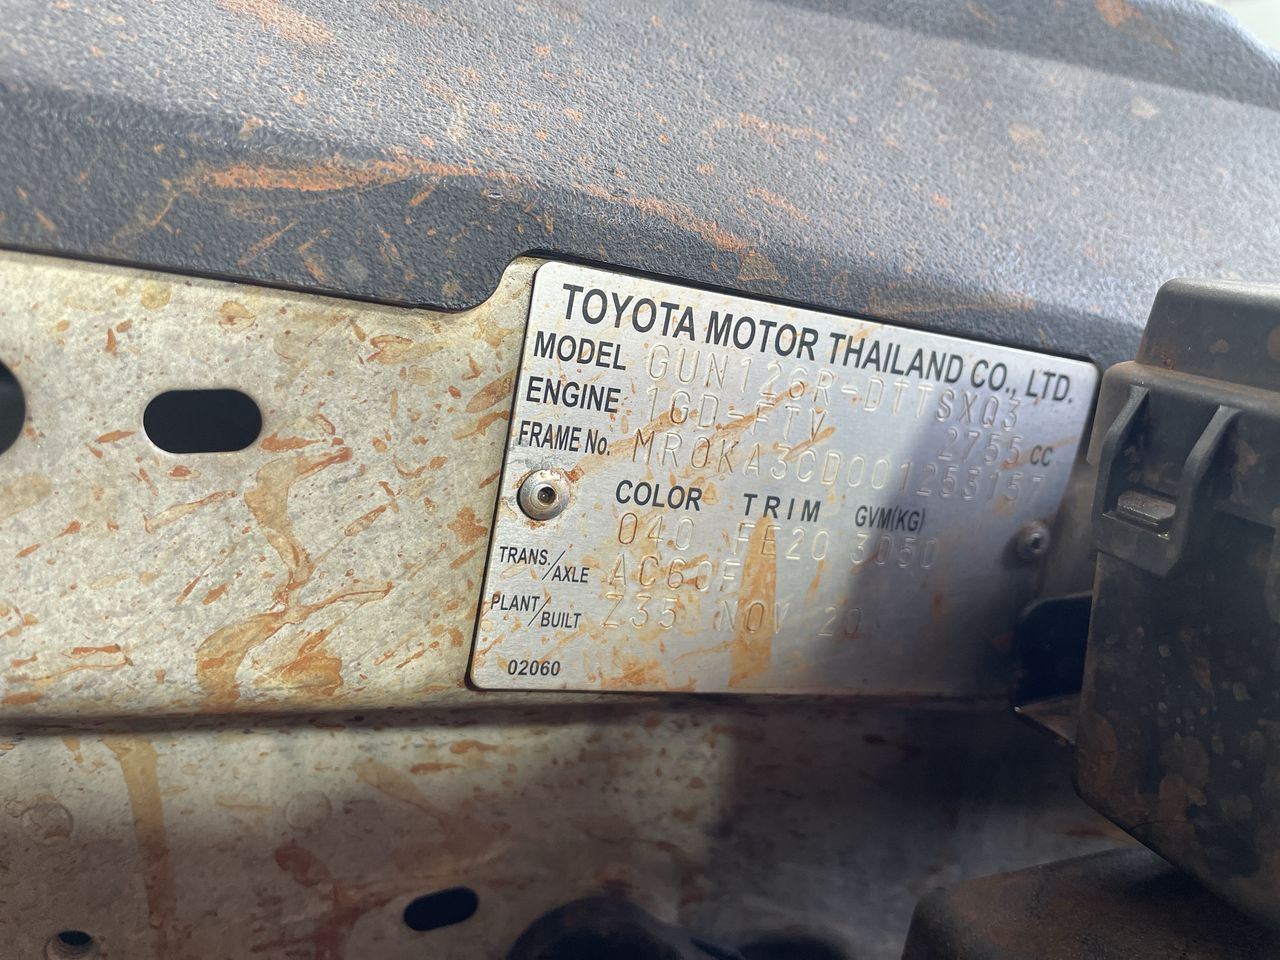 TOYOTA MOTOR THAILAND CO., LTD.
MODEL GUN126R-DTTSXQ3
ENGINE 1GD-FTV 2755 CC
FRAME No. MR0KA3CD001253157
COLOR TRIM GVM(KG)
040 FE20 3050
TRANS./AXLE AC60F
PLANT/BUILT Z35 NOV 20
02060